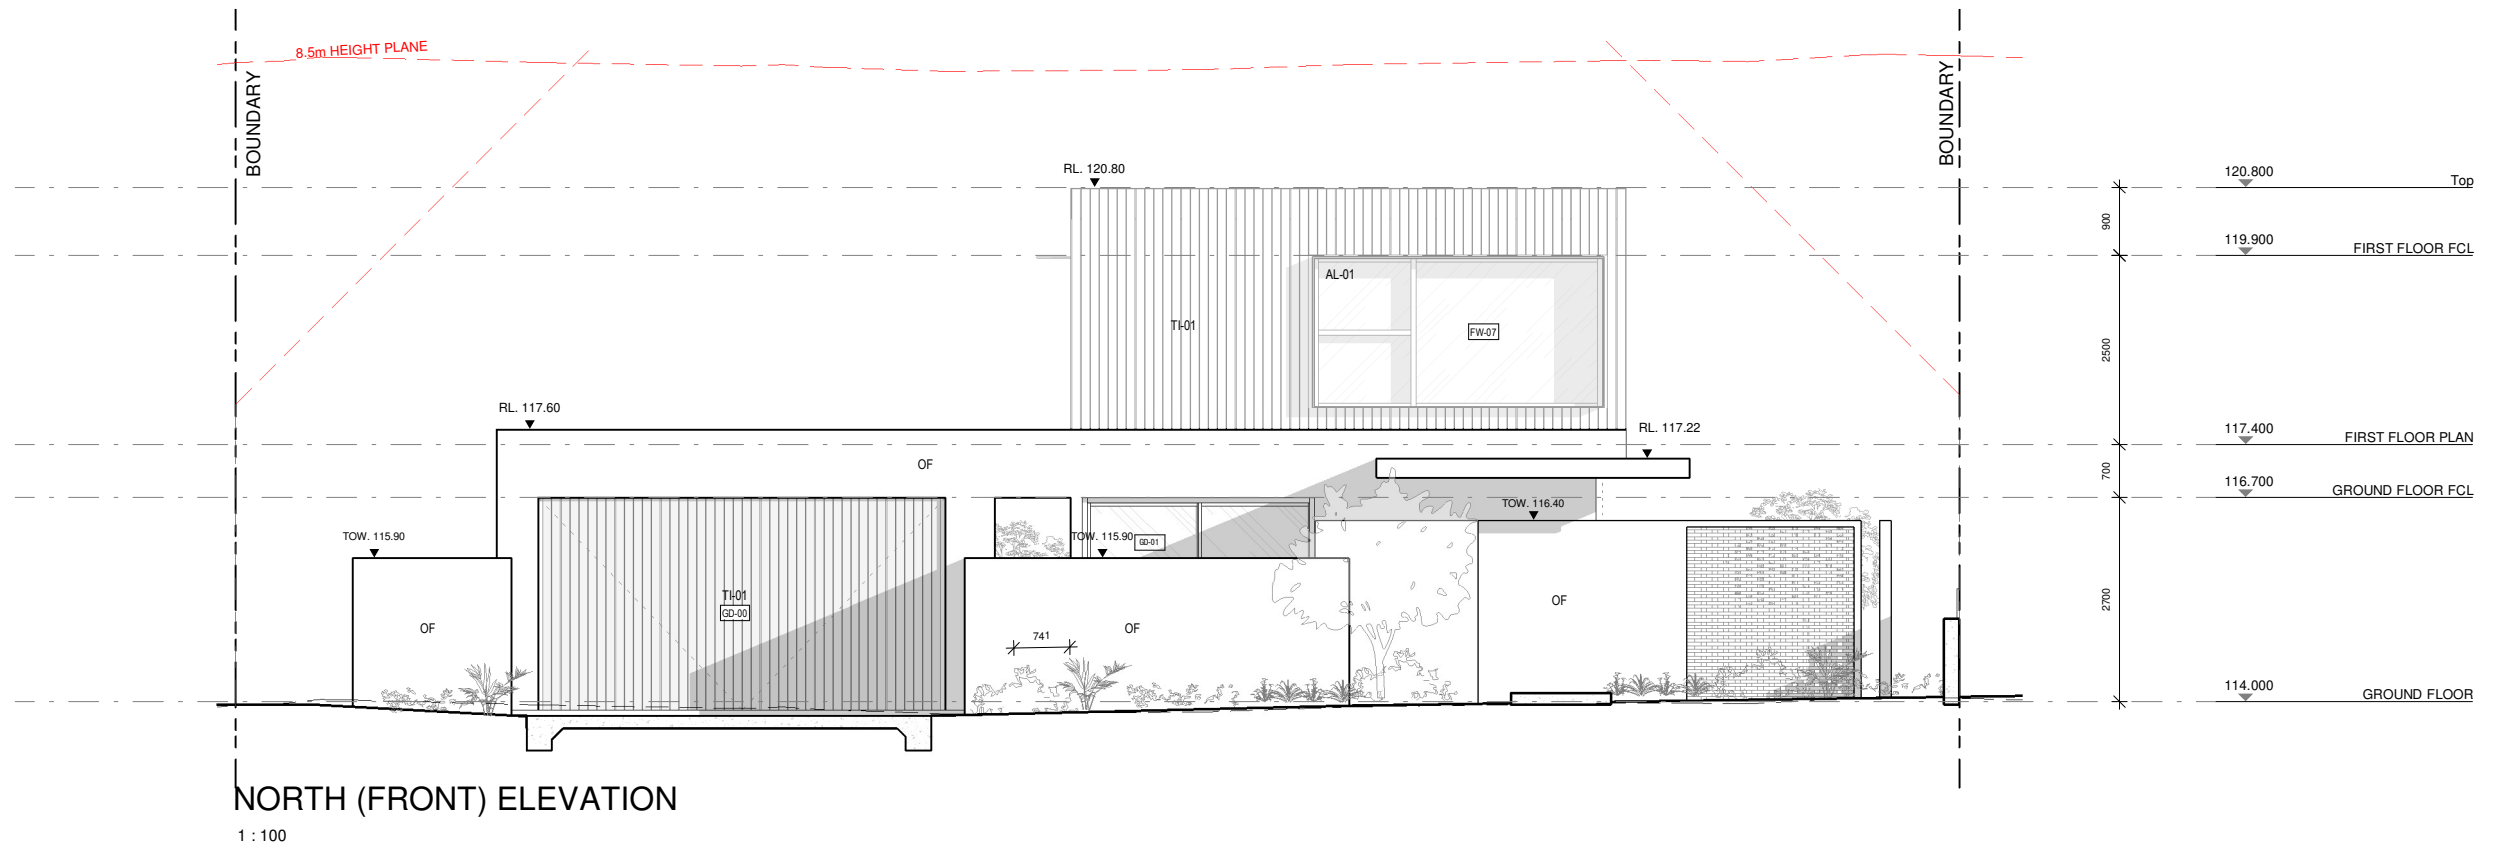 8.5m HEIGHT PLANE
BOUNDARY
BOUNDARY
RL. 120.80
120.800
Top
900
119.900
FIRST FLOOR FCL
AL-01
TI-01
FW-07
2500
RL. 117.60
RL. 117.22
117.400
FIRST FLOOR PLAN
OF
700
116.700
GROUND FLOOR FCL
TOW. 116.40
TOW. 115.90
TOW. 115.90
GD-01
TI-01
GD-00
OF
OF
OF
741
2700
114.000
GROUND FLOOR
NORTH (FRONT) ELEVATION
1 : 100